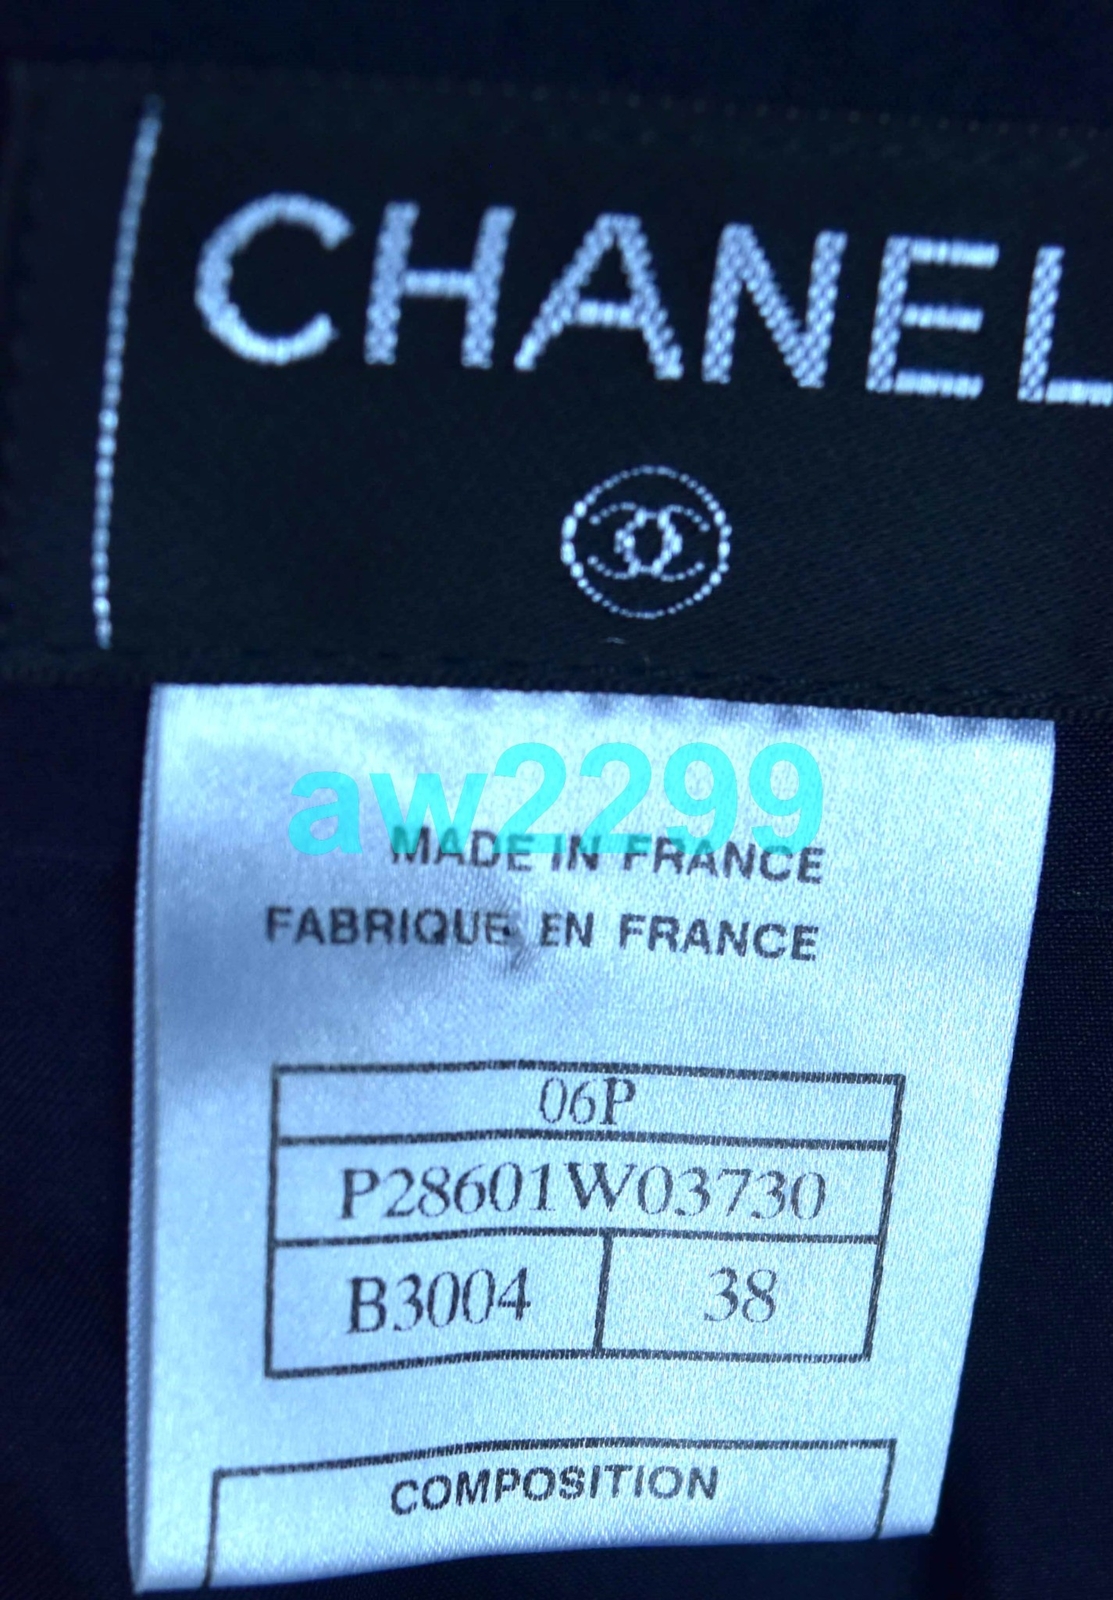 CHANEL
aw2299
MADE IN FRANCE
FABRIQUE EN FRANCE
06P
P28601W03730
B3004
38
COMPOSITION